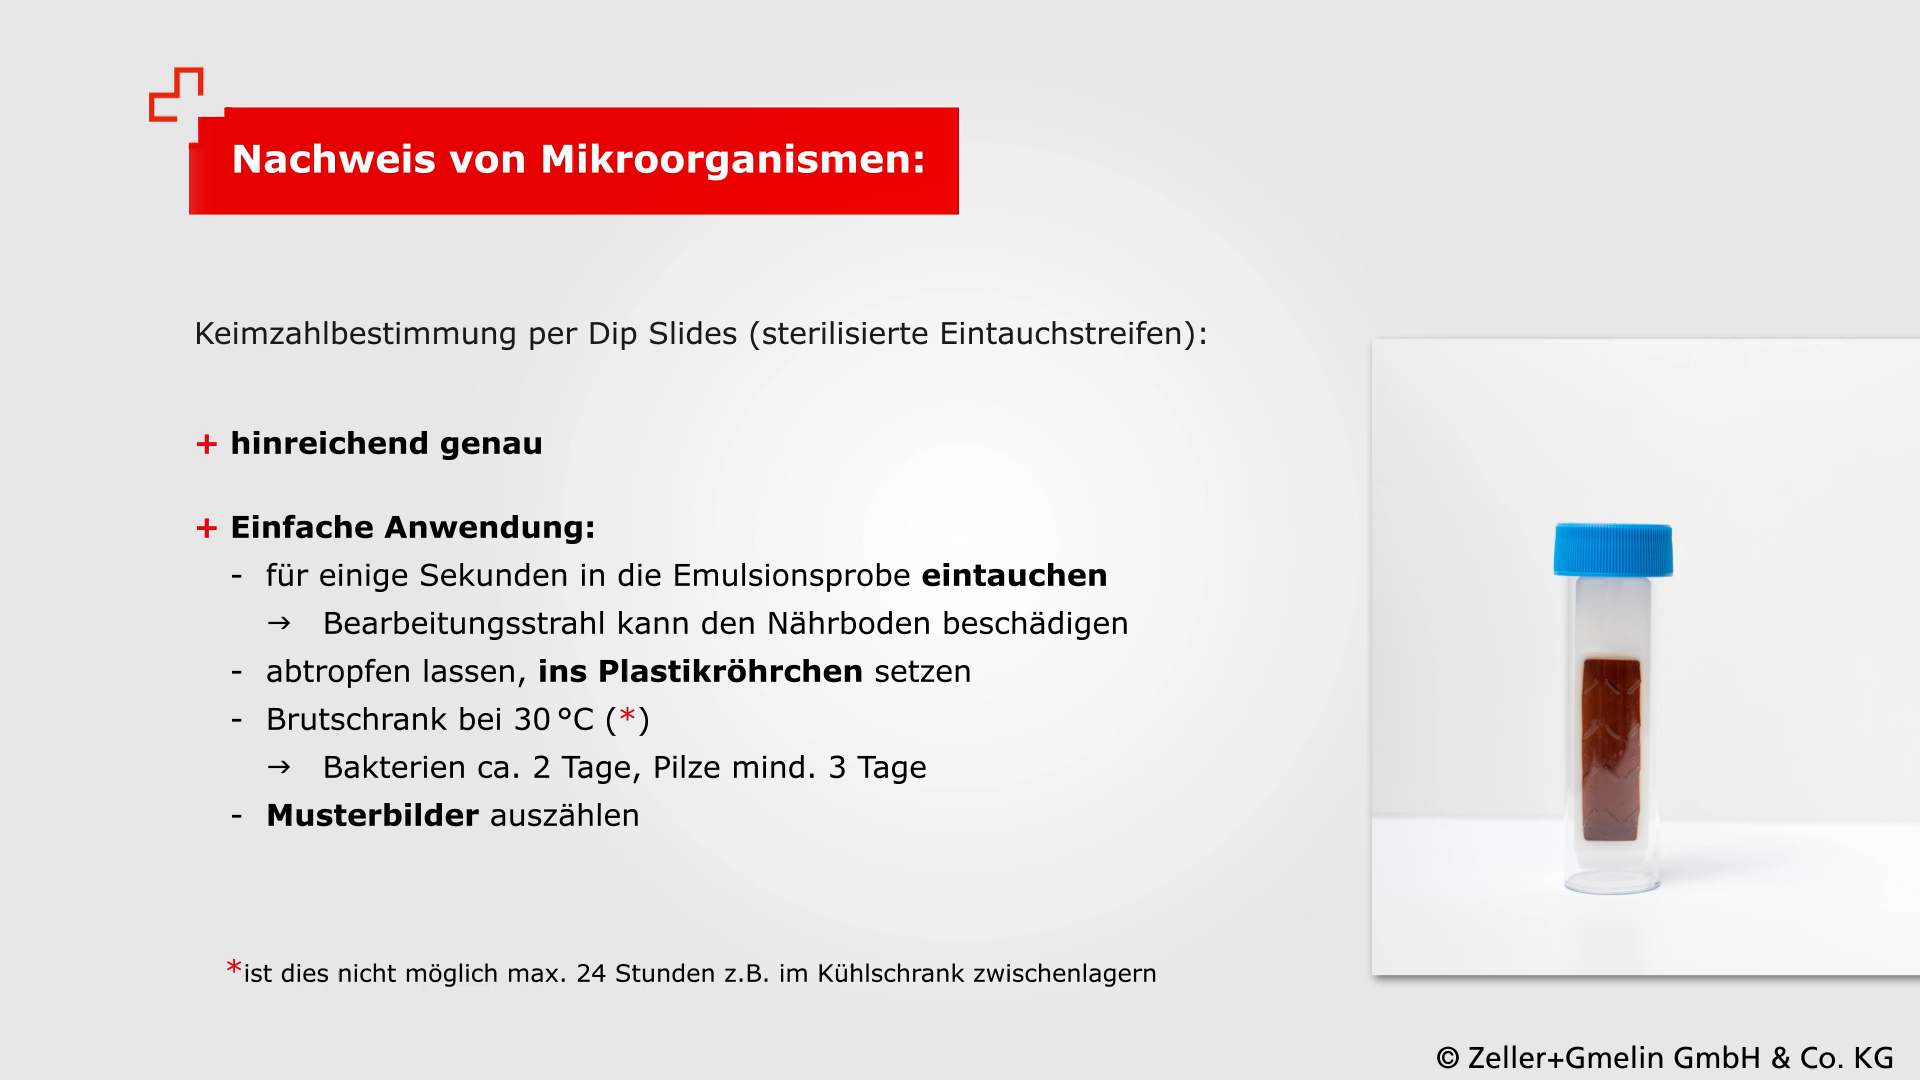 Nachweis von Mikroorganismen:
Keimzahlbestimmung per Dip Slides (sterilisierte Eintauchstreifen):
+ hinreichend genau
+ Einfache Anwendung:
- für einige Sekunden in die Emulsionsprobe eintauchen
→ Bearbeitungsstrahl kann den Nährboden beschädigen
- abtropfen lassen, ins Plastikröhrchen setzen
- Brutschrank bei 30 °C (*)
→ Bakterien ca. 2 Tage, Pilze mind. 3 Tage
- Musterbilder auszählen
*ist dies nicht möglich max. 24 Stunden z.B. im Kühlschrank zwischenlagern
© Zeller+Gmelin GmbH & Co. KG